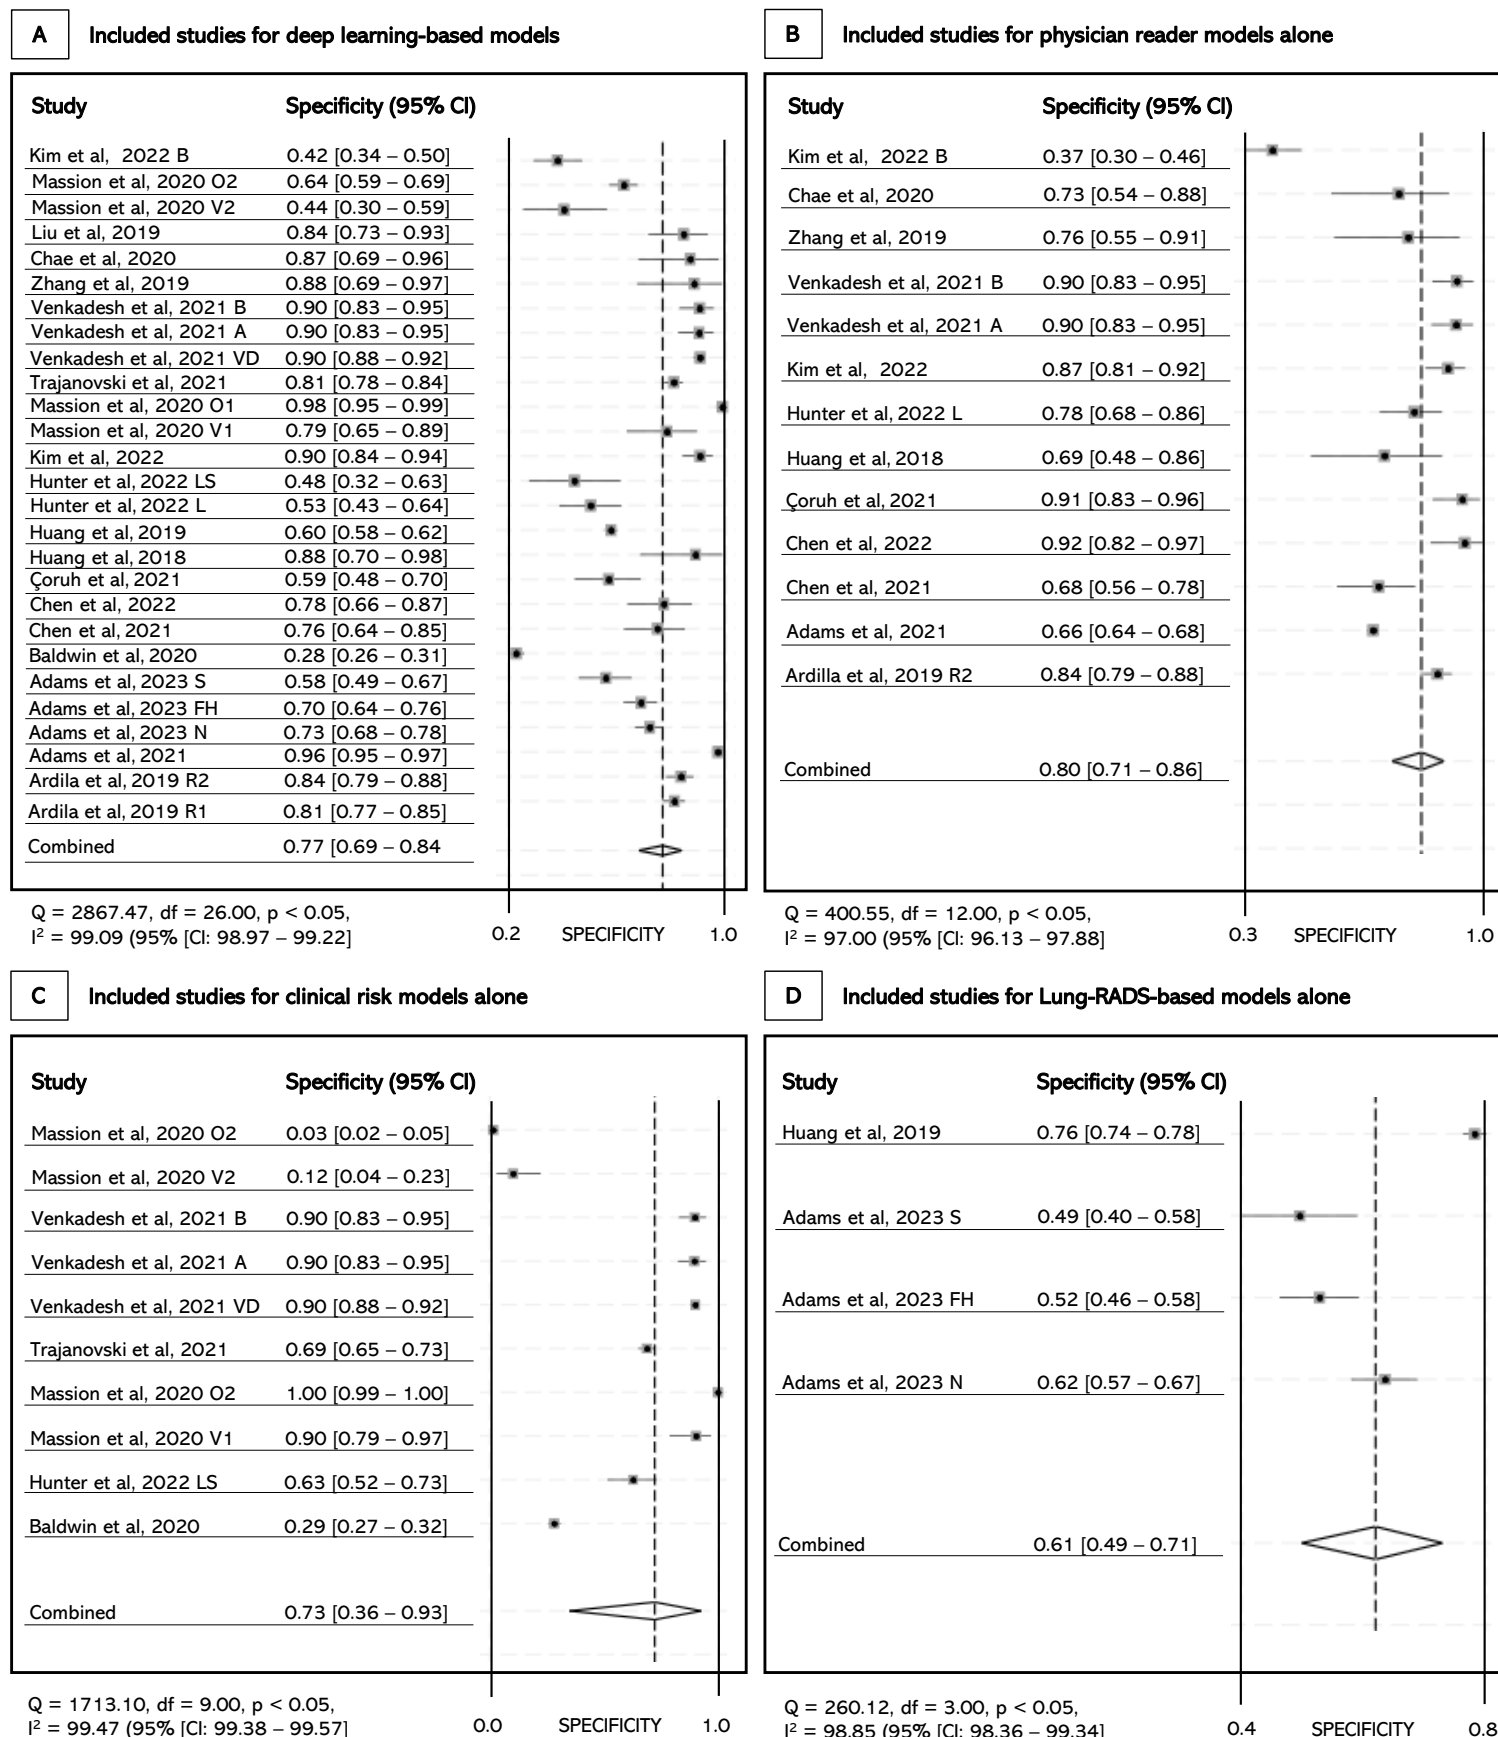 A Included studies for deep learning-based models
Study Specificity (95% CI)
Kim et al, 2022 B 0.42 [0.34 – 0.50]
Massion et al, 2020 O2 0.64 [0.59 – 0.69]
Massion et al, 2020 V2 0.44 [0.30 – 0.59]
Liu et al, 2019 0.84 [0.73 – 0.93]
Chae et al, 2020 0.87 [0.69 – 0.96]
Zhang et al, 2019 0.88 [0.69 – 0.97]
Venkadesh et al, 2021 B 0.90 [0.83 – 0.95]
Venkadesh et al, 2021 A 0.90 [0.83 – 0.95]
Venkadesh et al, 2021 VD 0.90 [0.88 – 0.92]
Trajanovski et al, 2021 0.81 [0.78 – 0.84]
Massion et al, 2020 O1 0.98 [0.95 – 0.99]
Massion et al, 2020 V1 0.79 [0.65 – 0.89]
Kim et al, 2022 0.90 [0.84 – 0.94]
Hunter et al, 2022 LS 0.48 [0.32 – 0.63]
Hunter et al, 2022 L 0.53 [0.43 – 0.64]
Huang et al, 2019 0.60 [0.58 – 0.62]
Huang et al, 2018 0.88 [0.70 – 0.98]
Çoruh et al, 2021 0.59 [0.48 – 0.70]
Chen et al, 2022 0.78 [0.66 – 0.87]
Chen et al, 2021 0.76 [0.64 – 0.85]
Baldwin et al, 2020 0.28 [0.26 – 0.31]
Adams et al, 2023 S 0.58 [0.49 – 0.67]
Adams et al, 2023 FH 0.70 [0.64 – 0.76]
Adams et al, 2023 N 0.73 [0.68 – 0.78]
Adams et al, 2021 0.96 [0.95 – 0.97]
Ardila et al, 2019 R2 0.84 [0.79 – 0.88]
Ardila et al, 2019 R1 0.81 [0.77 – 0.85]
Combined 0.77 [0.69 – 0.84
Q = 2867.47, df = 26.00, p < 0.05,
I² = 99.09 (95% [CI: 98.97 – 99.22]
0.2 SPECIFICITY 1.0
B Included studies for physician reader models alone
Study Specificity (95% CI)
Kim et al, 2022 B 0.37 [0.30 – 0.46]
Chae et al, 2020 0.73 [0.54 – 0.88]
Zhang et al, 2019 0.76 [0.55 – 0.91]
Venkadesh et al, 2021 B 0.90 [0.83 – 0.95]
Venkadesh et al, 2021 A 0.90 [0.83 – 0.95]
Kim et al, 2022 0.87 [0.81 – 0.92]
Hunter et al, 2022 L 0.78 [0.68 – 0.86]
Huang et al, 2018 0.69 [0.48 – 0.86]
Çoruh et al, 2021 0.91 [0.83 – 0.96]
Chen et al, 2022 0.92 [0.82 – 0.97]
Chen et al, 2021 0.68 [0.56 – 0.78]
Adams et al, 2021 0.66 [0.64 – 0.68]
Ardilla et al, 2019 R2 0.84 [0.79 – 0.88]
Combined 0.80 [0.71 – 0.86]
Q = 400.55, df = 12.00, p < 0.05,
I² = 97.00 (95% [CI: 96.13 – 97.88]
0.3 SPECIFICITY 1.0
C Included studies for clinical risk models alone
Study Specificity (95% CI)
Massion et al, 2020 O2 0.03 [0.02 – 0.05]
Massion et al, 2020 V2 0.12 [0.04 – 0.23]
Venkadesh et al, 2021 B 0.90 [0.83 – 0.95]
Venkadesh et al, 2021 A 0.90 [0.83 – 0.95]
Venkadesh et al, 2021 VD 0.90 [0.88 – 0.92]
Trajanovski et al, 2021 0.69 [0.65 – 0.73]
Massion et al, 2020 O2 1.00 [0.99 – 1.00]
Massion et al, 2020 V1 0.90 [0.79 – 0.97]
Hunter et al, 2022 LS 0.63 [0.52 – 0.73]
Baldwin et al, 2020 0.29 [0.27 – 0.32]
Combined 0.73 [0.36 – 0.93]
Q = 1713.10, df = 9.00, p < 0.05,
I² = 99.47 (95% [CI: 99.38 – 99.57]
0.0 SPECIFICITY 1.0
D Included studies for Lung-RADS-based models alone
Study Specificity (95% CI)
Huang et al, 2019 0.76 [0.74 – 0.78]
Adams et al, 2023 S 0.49 [0.40 – 0.58]
Adams et al, 2023 FH 0.52 [0.46 – 0.58]
Adams et al, 2023 N 0.62 [0.57 – 0.67]
Combined 0.61 [0.49 – 0.71]
Q = 260.12, df = 3.00, p < 0.05,
I² = 98.85 (95% [CI: 98.36 – 99.34]
0.4 SPECIFICITY 0.8